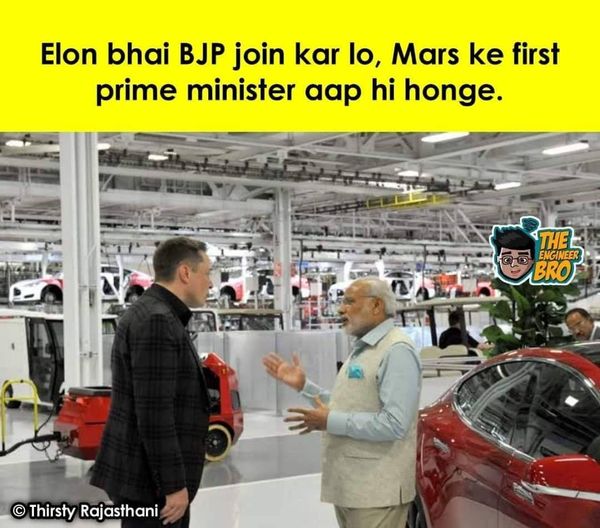 Elon bhai BJP join kar lo, Mars ke first
prime minister aap hi honge.
THE
ENGINEER
BRO
© Thirsty Rajasthani